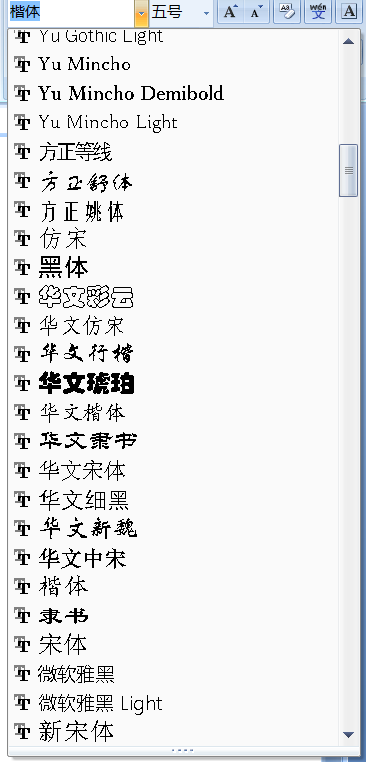 楷体 五号 A A wén 文 A
Yu Gothic Light
Yu Mincho
Yu Mincho Demibold
Yu Mincho Light
方正等线
方正舒体
方正姚体
仿宋
黑体
华文彩云
华文仿宋
华文行楷
华文琥珀
华文楷体
华文隶书
华文宋体
华文细黑
华文新魏
华文中宋
楷体
隶书
宋体
微软雅黑
微软雅黑 Light
新宋体